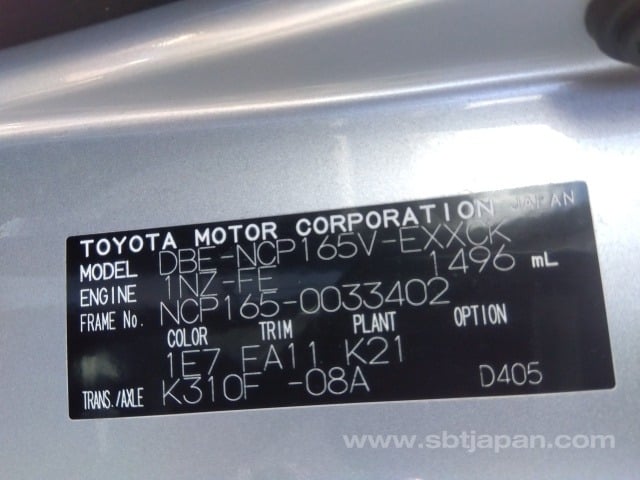 TOYOTA MOTOR CORPORATION JAPAN
MODEL DBE-NCP165V-EXXCK
ENGINE 1NZ-FE 1496 mL
FRAME No. NCP165-0033402
COLOR TRIM PLANT OPTION
1E7 EA11 K21
TRANS./AXLE K310F -08A D405
www.sbtjapan.com